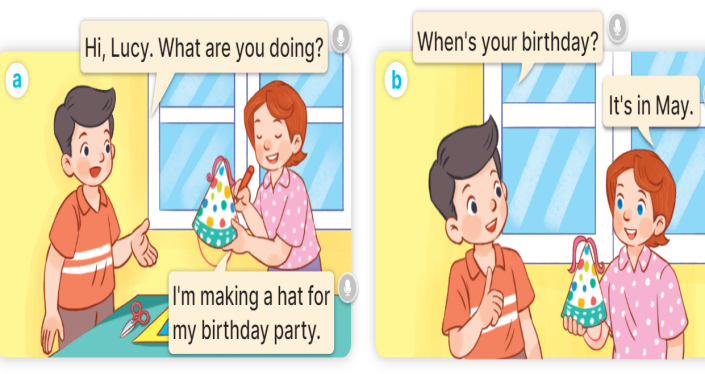 a
Hi, Lucy. What are you doing?
I'm making a hat for
my birthday party.
b
When's your birthday?
It's in May.